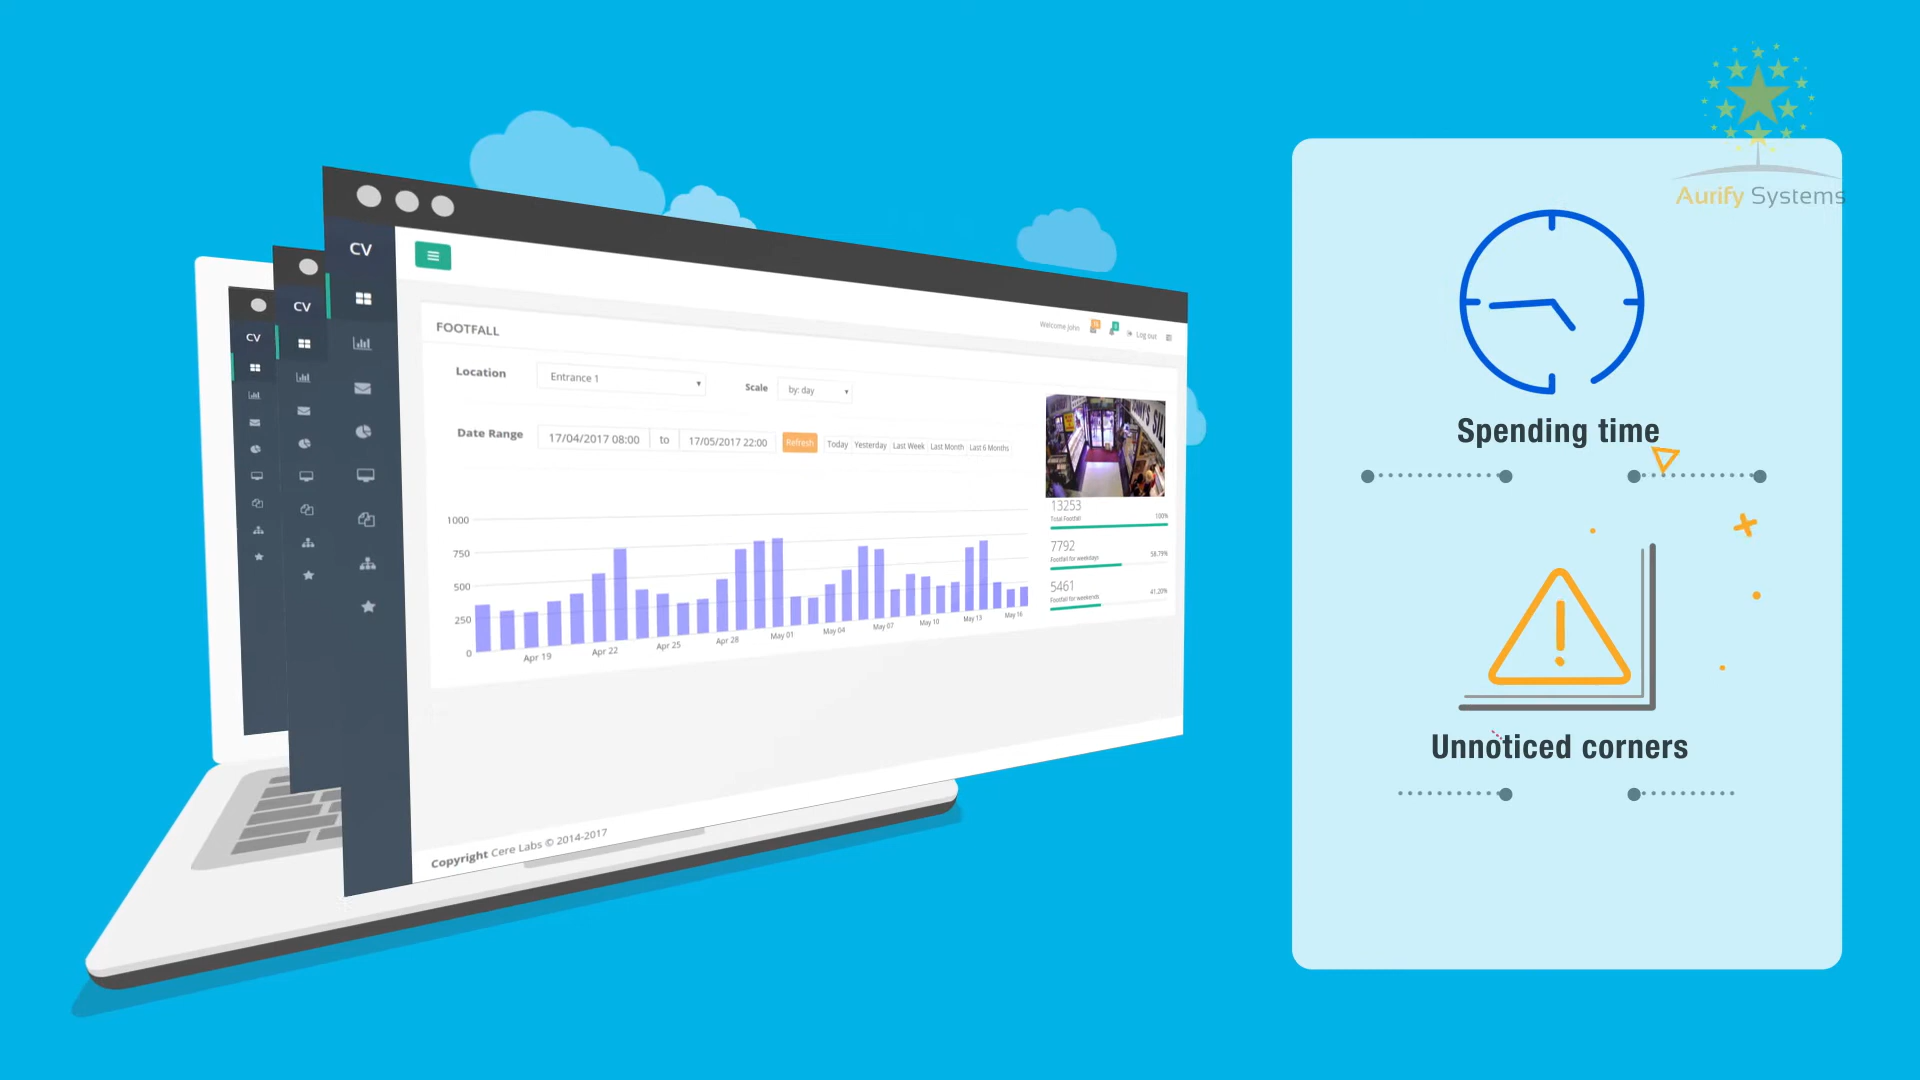 Aurify Systems
CV
CV
CV
Welcome John
Log out
FOOTFALL
Location
Entrance 1
Scale
by: day
Date Range
17/04/2017 08:00
to
17/05/2017 22:00
Refresh
Today
Yesterday
Last Week
Last Month
Last 6 Months
1000
750
500
250
0
Apr 19
Apr 22
Apr 25
Apr 28
May 01
May 04
May 07
May 10
May 13
May 16
13253
Total Footfall
100%
7792
Footfall for weekdays
58.79%
5461
Footfall for weekends
41.20%
Copyright Cere Labs © 2014-2017
Spending time
Unnoticed corners